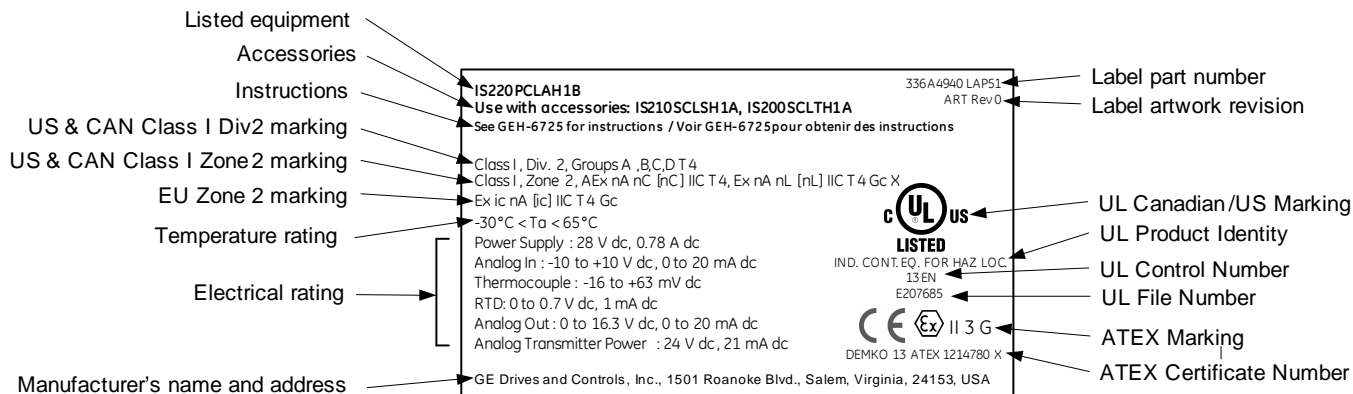 Listed equipment
Accessories
Instructions
US & CAN Class I Div2 marking
US & CAN Class I Zone 2 marking
EU Zone 2 marking
Temperature rating
Electrical rating
Manufacturer's name and address
IS220PCLAH1B
Use with accessories: IS210SCLSH1A, IS200SCLTH1A
See GEH-6725 for instructions / Voir GEH-6725pour obtenir des instructions
Class I, Div. 2, Groups A ,B,C,D T4
Class I, Zone 2, AEx nA nC [nC] IIC T4, Ex nA nL [nL] IIC T4 Gc X
Ex ic nA [ic] IIC T4 Gc
-30°C < Ta < 65°C
Power Supply : 28 V dc, 0.78 A dc
Analog In : -10 to +10 V dc, 0 to 20 mA dc
Thermocouple : -16 to +63 mV dc
RTD: 0 to 0.7 V dc, 1 mA dc
Analog Out : 0 to 16.3 V dc, 0 to 20 mA dc
Analog Transmitter Power : 24 V dc, 21 mA dc
GE Drives and Controls, Inc., 1501 Roanoke Blvd., Salem, Virginia, 24153, USA
336A4940 LAP51
ART Rev 0
C UL ® US
LISTED
IND. CONT. EQ. FOR HAZ LOC.
13EN
E207685
CE Ex II 3 G
DEMKO 13 ATEX 1214780 X
Label part number
Label artwork revision
UL Canadian/US Marking
UL Product Identity
UL Control Number
UL File Number
ATEX Marking
ATEX Certificate Number